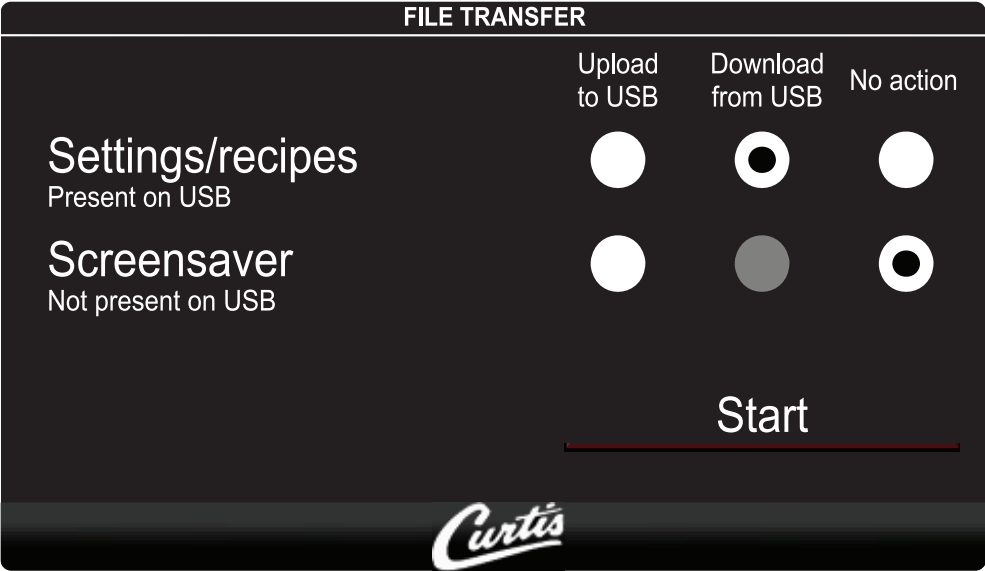 FILE TRANSFER
Upload
to USB
Download
from USB
No action
Settings/recipes
Present on USB
Screensaver
Not present on USB
Start
Curtis